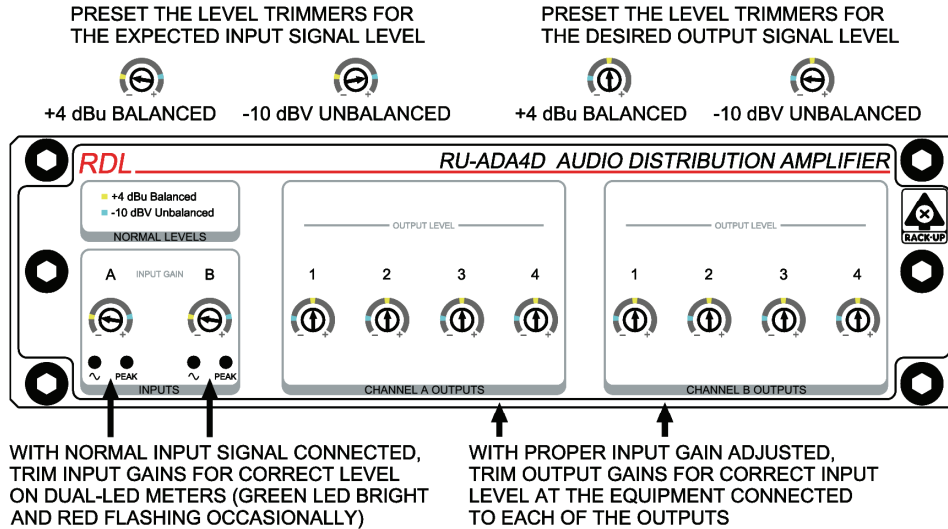 PRESET THE LEVEL TRIMMERS FOR
THE EXPECTED INPUT SIGNAL LEVEL
+4 dBu BALANCED
-10 dBV UNBALANCED
PRESET THE LEVEL TRIMMERS FOR
THE DESIRED OUTPUT SIGNAL LEVEL
+4 dBu BALANCED
-10 dBV UNBALANCED
RDL
RU-ADA4D AUDIO DISTRIBUTION AMPLIFIER
RACK-UP
+4 dBu Balanced
-10 dBV Unbalanced
NORMAL LEVELS
A INPUT GAIN B
- + - +
PEAK PEAK
INPUTS
OUTPUT LEVEL
1 2 3 4
- + - + - + - +
CHANNEL A OUTPUTS
OUTPUT LEVEL
1 2 3 4
- + - + - + - +
CHANNEL B OUTPUTS
WITH NORMAL INPUT SIGNAL CONNECTED,
TRIM INPUT GAINS FOR CORRECT LEVEL
ON DUAL-LED METERS (GREEN LED BRIGHT
AND RED FLASHING OCCASIONALLY)
WITH PROPER INPUT GAIN ADJUSTED,
TRIM OUTPUT GAINS FOR CORRECT INPUT
LEVEL AT THE EQUIPMENT CONNECTED
TO EACH OF THE OUTPUTS